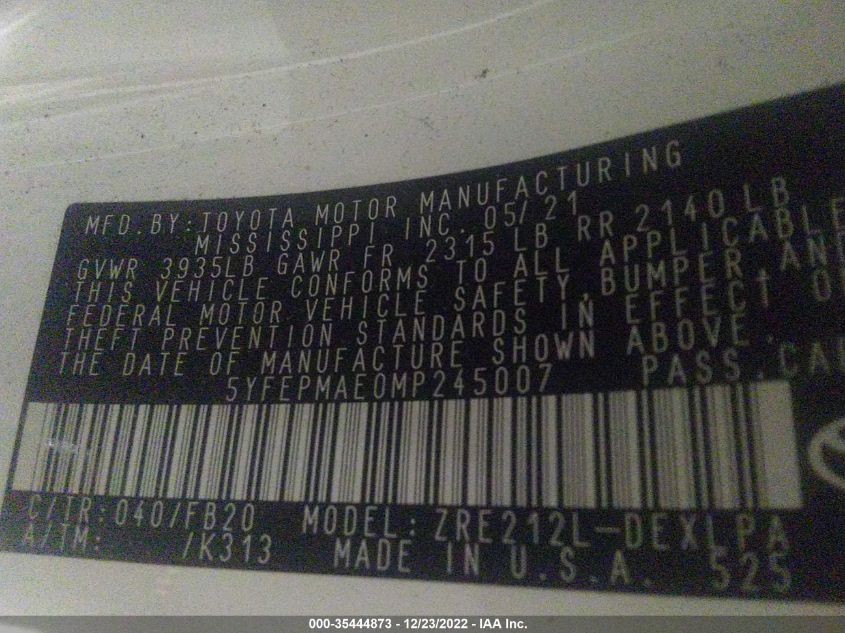 MFD.BY:TOYOTA MOTOR MANUFACTURING
MISSISSIPPI INC. 05/21
GVWR 3935LB GAWR FR 2315 LB RR 2140 LB
THIS VEHICLE CONFORMS TO ALL APPLICABLE
FEDERAL MOTOR VEHICLE SAFETY,BUMPER,AND
THEFT PREVENTION STANDARDS IN EFFECT O
THE DATE OF MANUFACTURE SHOWN ABOVE.
5YFEPMAE0MP245007 PASS.CA
C/TR:040/FB20 MODEL:ZRE212L-DEXLPA
A/TM: /K313 MADE IN U.S.A. 525
000-35444873 - 12/23/2022 - IAA Inc.